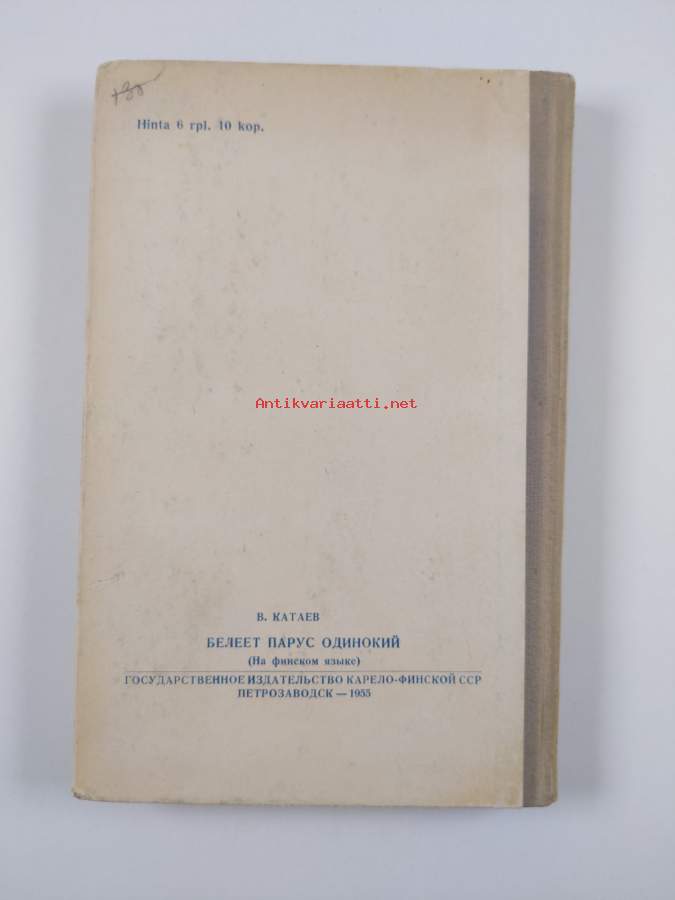 Hinta 6 rpl. 10 kop.
Antikvariaatti.net
В. КАТАЕВ
БЕЛЕЕТ ПАРУС ОДИНОКИЙ
(На финском языке)
ГОСУДАРСТВЕННОЕ ИЗДАТЕЛЬСТВО КАРЕЛО-ФИНСКОЙ ССР
ПЕТРОЗАВОДСК — 1955